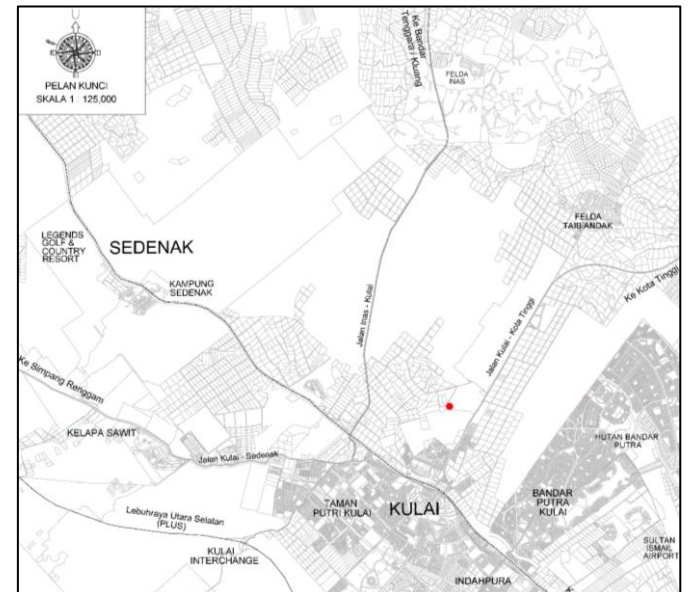 U
PELAN KUNCI
SKALA 1 : 125,000
Ke Bandar
Tenggara / Kluang
FELDA
INAS
FELDA
TAIB ANDAK
LEGENDS
GOLF &
COUNTRY
RESORT
SEDENAK
KAMPUNG
SEDENAK
Jalan Inas - Kulai
Jalan Kulai - Kota Tinggi
Ke Kota Tinggi
Ke Simpang Renggam
KELAPA SAWIT
Jalan Kulai - Sedenak
HUTAN BANDAR
PUTRA
TAMAN
PUTRI KULAI
KULAI
BANDAR
PUTRA
KULAI
Lebuhraya Utara Selatan
(PLUS)
KULAI
INTERCHANGE
SULTAN
ISMAIL
AIRPORT
INDAHPURA